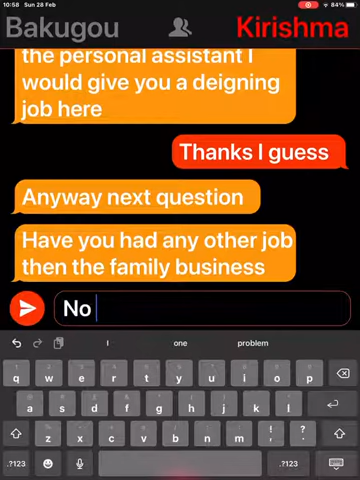 10:58 Sun 28 Feb 84%
Bakugou Kirishma
the personal assistant I
would give you a deigning
job here
Thanks I guess
Anyway next question
Have you had any other job
then the family business
No
I one problem
q w e r t y u i o p
a s d f g h j k l
z x c v b n m ! ?
, .
.?123 .?123